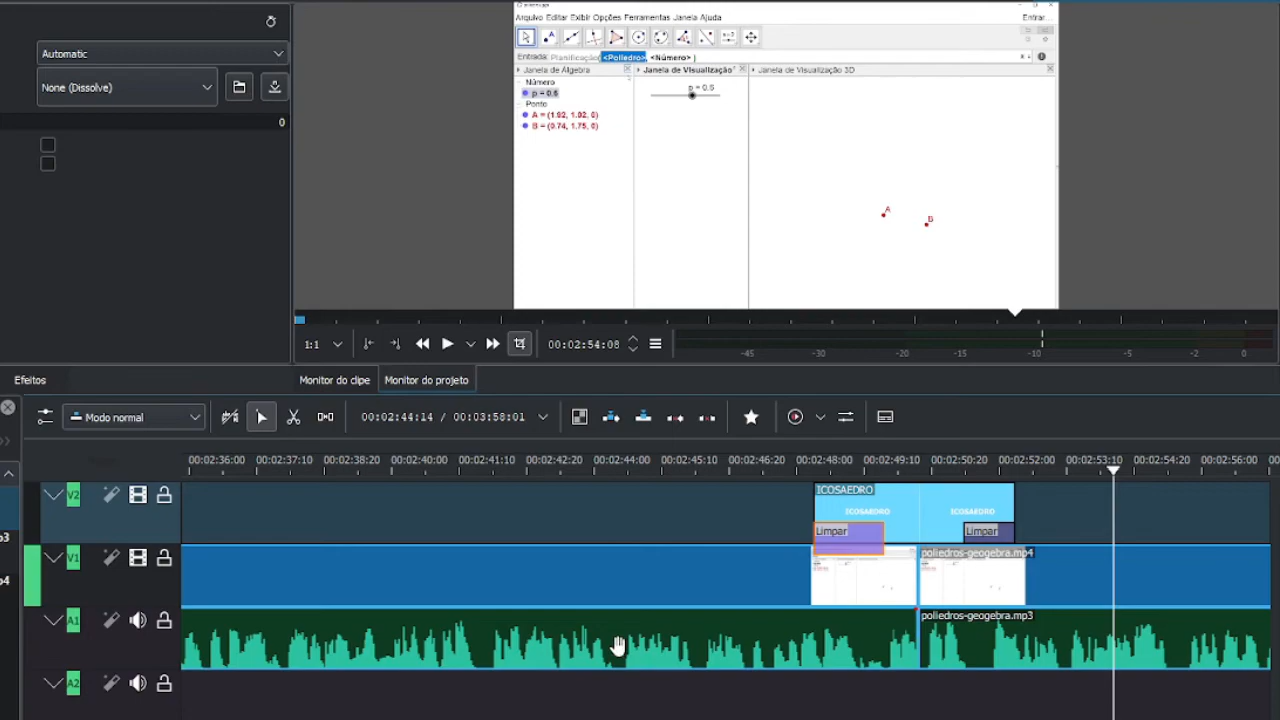 Arquivo Editar Exibir Opções Ferramentas Janela Ajuda
Entrar...
Automatic
Entrada: Planificação( <Poliedro>, <Número> )
Janela de Álgebra
Janela de Visualização
Janela de Visualização 3D
None (Dissolve)
Número
p = 0.6
p = 0.6
Ponto
A = (1.92, 1.02, 0)
B = (0.74, 1.75, 0)
0
A
B
1:1
00:02:54:08
-45 -30 -20 -15 -10 -5 -2 0
Efeitos
Monitor do clipe
Monitor do projeto
Modo normal
00:02:44:14 / 00:03:58:01
00:02:36:00 00:02:37:10 00:02:38:20 00:02:40:00 00:02:41:10 00:02:42:20 00:02:44:00 00:02:45:10 00:02:46:20 00:02:48:00 00:02:49:10 00:02:50:20 00:02:52:00 00:02:53:10 00:02:54:20 00:02:56:00 00
V2
ICOSAEDRO
ICOSAEDRO
ICOSAEDRO
Limpar
Limpar
p3
V1
poliedros-geogebra.mp4
p4
A1
poliedros-geogebra.mp3
A2